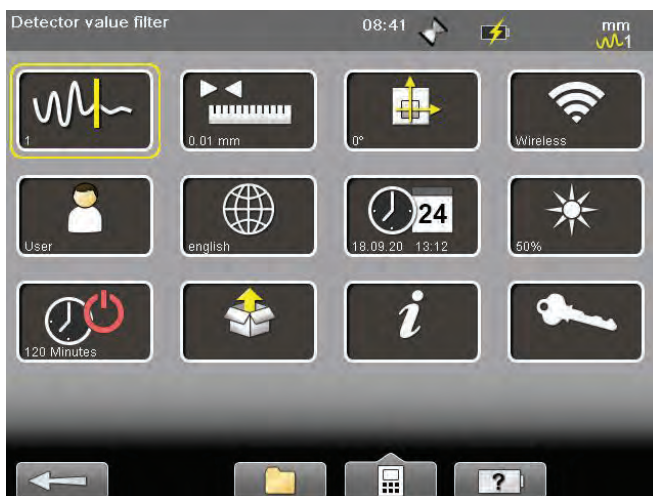 Detector value filter 08:41 mm
1
1 0.01 mm 0° Wireless
24
User english 18.09.20 13:12 50%
120 Minutes i
?